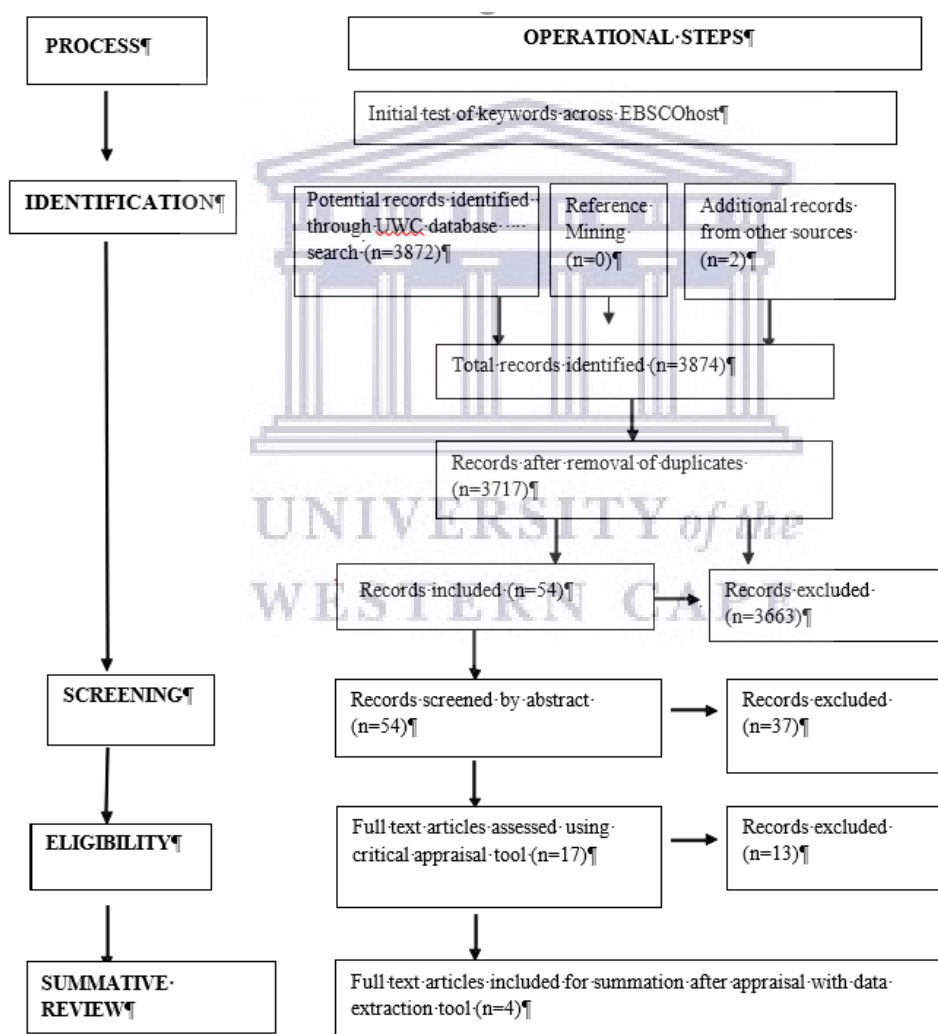 PROCESS¶
OPERATIONAL·STEPS¶
Initial·test·of·keywords·across·EBSCOhost¶
IDENTIFICATION¶
Potential·records·identified··
through·UWC·database·····
search·(n=3872)¶
Reference·
Mining·
(n=0)¶
Additional·records·
from·other·sources·
(n=2)¶
Total·records·identified·(n=3874)¶
Records·after·removal·of·duplicates·
(n=3717)¶
UNIVERSITY of the
WESTERN CAPE
Records·included·(n=54)¶
Records·excluded·
(n=3663)¶
SCREENING¶
Records·screened·by·abstract·
(n=54)¶
Records·excluded·
(n=37)¶
ELIGIBILITY¶
Full·text·articles·assessed·using·
critical·appraisal·tool·(n=17)¶
Records·excluded·
(n=13)¶
SUMMATIVE·
REVIEW¶
Full·text·articles·included·for·summation·after·appraisal·with·data·
extraction·tool·(n=4)¶